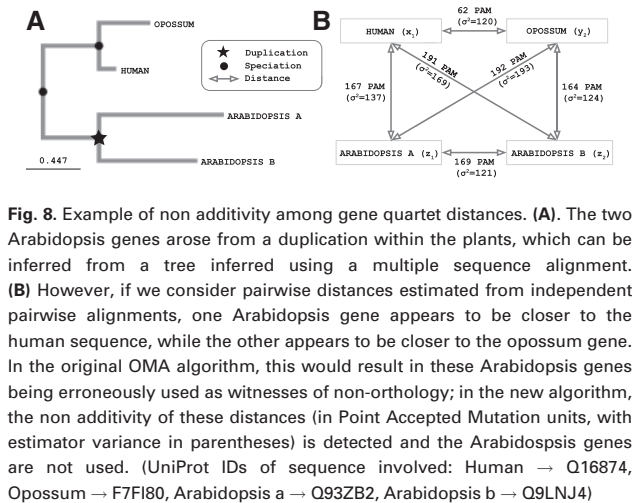 A
OPOSSUM
HUMAN
ARABIDOPSIS A
ARABIDOPSIS B
0.447
Duplication
Speciation
Distance
B
62 PAM
(σ²=120)
HUMAN (x₁)
OPOSSUM (y₂)
191 PAM
(σ²=169)
192 PAM
(σ²=193)
167 PAM
(σ²=137)
164 PAM
(σ²=124)
ARABIDOPSIS A (z₁)
ARABIDOPSIS B (z₂)
169 PAM
(σ²=121)
Fig. 8. Example of non additivity among gene quartet distances. (A). The two
Arabidopsis genes arose from a duplication within the plants, which can be
inferred from a tree inferred using a multiple sequence alignment.
(B) However, if we consider pairwise distances estimated from independent
pairwise alignments, one Arabidopsis gene appears to be closer to the
human sequence, while the other appears to be closer to the opossum gene.
In the original OMA algorithm, this would result in these Arabidopsis genes
being erroneously used as witnesses of non-orthology; in the new algorithm,
the non additivity of these distances (in Point Accepted Mutation units, with
estimator variance in parentheses) is detected and the Arabidospsis genes
are not used. (UniProt IDs of sequence involved: Human → Q16874,
Opossum → F7FI80, Arabidopsis a → Q93ZB2, Arabidopsis b → Q9LNJ4)